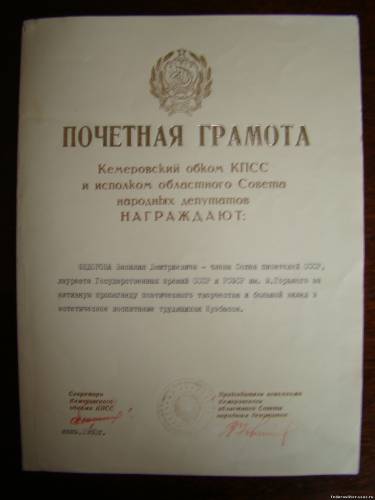 ПОЧЕТНАЯ ГРАМОТА
Кемеровский обком КПСС
и исполком областного Совета
народных депутатов
НАГРАЖДАЮТ:
ФЕДОРОВА Василия Дмитриевича - члена Союза писателей СССР,
лауреата Государственных премий СССР и РСФСР им. М.Горького за
активную пропаганду поэтического творчества и большой вклад в
эстетическое воспитание трудящихся Кузбасса.
Секретарь
Кемеровского
обкома КПСС
Председатель исполкома
Кемеровского
областного Совета
народных депутатов